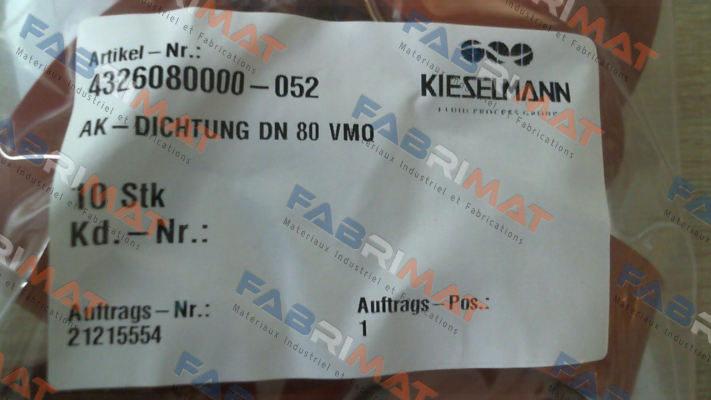 Artikel-Nr.:
4326080000-052
KIESELMANN
FLUID PROCESS GROUP
AK-DICHTUNG DN 80 VMQ
10 Stk
Kd.-Nr.:
Auftrags-Nr.:
21215554
Auftrags-Pos.:
1
FABRIMAT
Materiaux Industriel et Fabrications